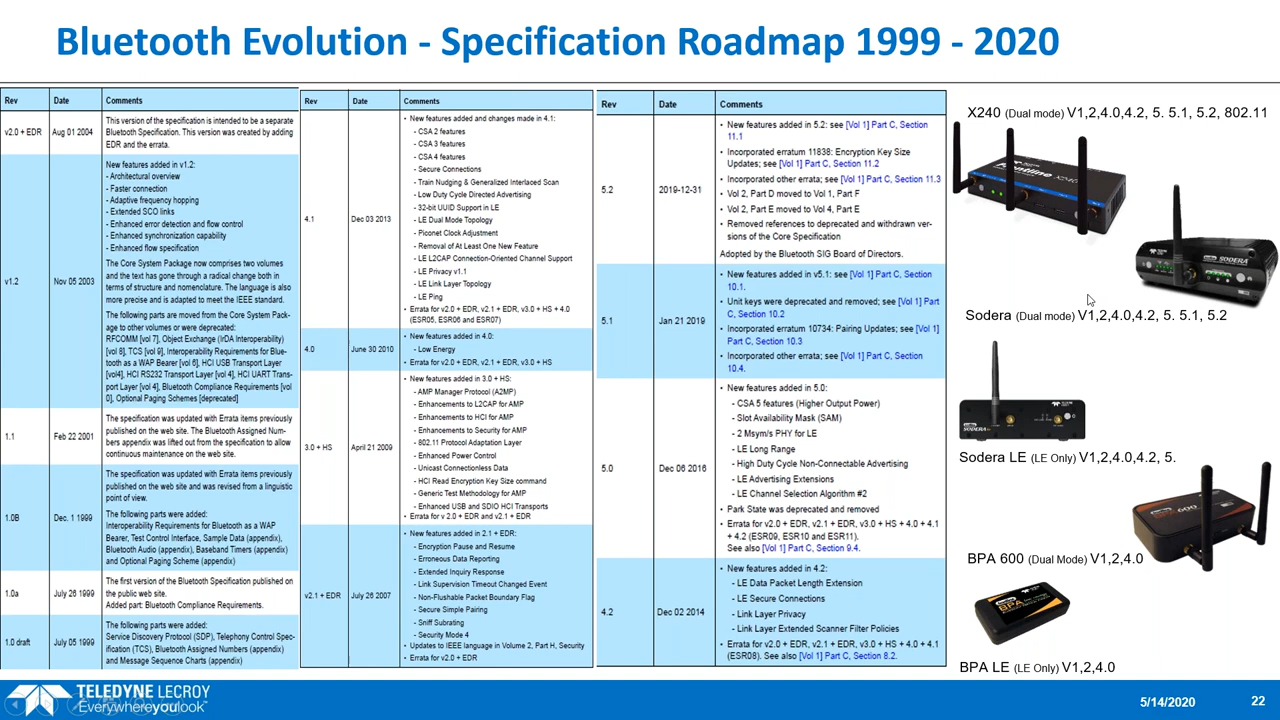 Bluetooth Evolution - Specification Roadmap 1999 - 2020
Rev Date Comments
v2.0 + EDR Aug 01 2004
This version of the specification is intended to be a separate
Bluetooth Specification. This version was created by adding
EDR and the errata.
v1.2 Nov 05 2003
New features added in v1.2:
- Architectural overview
- Faster connection
- Adaptive frequency hopping
- Extended SCO links
- Enhanced error detection and flow control
- Enhanced synchronization capability
- Enhanced flow specification
The Core System Package now comprises two volumes
and the text has gone through a radical change both in
terms of structure and nomenclature. The language is also
more precise and is adapted to meet the IEEE standard.
The following parts are moved from the Core System Pack-
age to other volumes or were deprecated:
RFCOMM [vol 7], Object Exchange (IrDA Interoperability)
[vol 8], TCS [vol 9], Interoperability Requirements for Blue-
tooth as a WAP Bearer [vol 6], HCI USB Transport Layer
[vol4], HCI RS232 Transport Layer [vol 4], HCI UART Trans-
port Layer [vol 4], Bluetooth Compliance Requirements [vol
0], Optional Paging Schemes [deprecated]
1.1 Feb 22 2001
The specification was updated with Errata items previously
published on the web site. The Bluetooth Assigned Num-
bers appendix was lifted out from the specification to allow
continuous maintenance on the web site.
1.0B Dec. 1 1999
The specification was updated with Errata items previously
published on the web site and was revised from a linguistic
point of view.
The following parts were added:
Interoperability Requirements for Bluetooth as a WAP
Bearer, Test Control Interface, Sample Data (appendix),
Bluetooth Audio (appendix), Baseband Timers (appendix)
and Optional Paging Scheme (appendix)
1.0a July 26 1999
The first version of the Bluetooth Specification published on
the public web site.
Added part: Bluetooth Compliance Requirements.
1.0 draft July 05 1999
The following parts were added:
Service Discovery Protocol (SDP), Telephony Control Spec-
ification (TCS), Bluetooth Assigned Numbers (appendix)
and Message Sequence Charts (appendix)
Rev Date Comments
4.1 Dec 03 2013
• New features added and changes made in 4.1:
- CSA 2 features
- CSA 3 features
- CSA 4 features
- Secure Connections
- Train Nudging & Generalized Interlaced Scan
- Low Duty Cycle Directed Advertising
- 32-bit UUID Support in LE
- LE Dual Mode Topology
- Piconet Clock Adjustment
- Removal of At Least One New Feature
- LE L2CAP Connection-Oriented Channel Support
- LE Privacy v1.1
- LE Link Layer Topology
- LE Ping
• Errata for v2.0 + EDR, v2.1 + EDR, v3.0 + HS + 4.0
(ESR05, ESR06 and ESR07)
4.0 June 30 2010
• New features added in 4.0:
- Low Energy
• Errata for v2.0 + EDR, v2.1 + EDR, v3.0 + HS
3.0 + HS April 21 2009
• New features added in 3.0 + HS:
- AMP Manager Protocol (A2MP)
- Enhancements to L2CAP for AMP
- Enhancements to HCI for AMP
- Enhancements to Security for AMP
- 802.11 Protocol Adaptation Layer
- Enhanced Power Control
- Unicast Connectionless Data
- HCI Read Encryption Key Size command
- Generic Test Methodology for AMP
- Enhanced USB and SDIO HCI Transports
• Errata for v 2.0 + EDR and v2.1 + EDR
v2.1 + EDR July 26 2007
• New features added in 2.1 + EDR:
- Encryption Pause and Resume
- Erroneous Data Reporting
- Extended Inquiry Response
- Link Supervision Timeout Changed Event
- Non-Flushable Packet Boundary Flag
- Secure Simple Pairing
- Sniff Subrating
- Security Mode 4
• Updates to IEEE language in Volume 2, Part H, Security
• Errata for v2.0 + EDR
Rev Date Comments
5.2 2019-12-31
• New features added in 5.2: see [Vol 1] Part C, Section
11.1
• Incorporated erratum 11838: Encryption Key Size
Updates; see [Vol 1] Part C, Section 11.2
• Incorporated other errata; see [Vol 1] Part C, Section 11.3
• Vol 2, Part D moved to Vol 1, Part F
• Vol 2, Part E moved to Vol 4, Part E
• Removed references to deprecated and withdrawn ver-
sions of the Core Specification
Adopted by the Bluetooth SIG Board of Directors.
5.1 Jan 21 2019
• New features added in v5.1: see [Vol 1] Part C, Section
10.1.
• Unit keys were deprecated and removed; see [Vol 1] Part
C, Section 10.2
• Incorporated erratum 10734: Pairing Updates; see [Vol 1]
Part C, Section 10.3
• Incorporated other errata; see [Vol 1] Part C, Section
10.4.
5.0 Dec 06 2016
• New features added in 5.0:
- CSA 5 features (Higher Output Power)
- Slot Availability Mask (SAM)
- 2 Msym/s PHY for LE
- LE Long Range
- High Duty Cycle Non-Connectable Advertising
- LE Advertising Extensions
- LE Channel Selection Algorithm #2
• Park State was deprecated and removed
• Errata for v2.0 + EDR, v2.1 + EDR, v3.0 + HS + 4.0 + 4.1
+ 4.2 (ESR09, ESR10 and ESR11).
See also [Vol 1] Part C, Section 9.4.
4.2 Dec 02 2014
• New features added in 4.2:
- LE Data Packet Length Extension
- LE Secure Connections
- Link Layer Privacy
- Link Layer Extended Scanner Filter Policies
• Errata for v2.0 + EDR, v2.1 + EDR, v3.0 + HS + 4.0 + 4.1
(ESR08). See also [Vol 1] Part C, Section 8.2.
X240 (Dual mode) V1,2,4.0,4.2, 5. 5.1, 5.2, 802.11
Frontline X240
SODERA
Sodera (Dual mode) V1,2,4.0,4.2, 5. 5.1, 5.2
SODERA
Sodera LE (LE Only) V1,2,4.0,4.2, 5.
600
BPA 600 (Dual Mode) V1,2,4.0
BPA
BPA LE (LE Only) V1,2,4.0
TELEDYNE LECROY
Everywhereyoulook™
5/14/2020
22